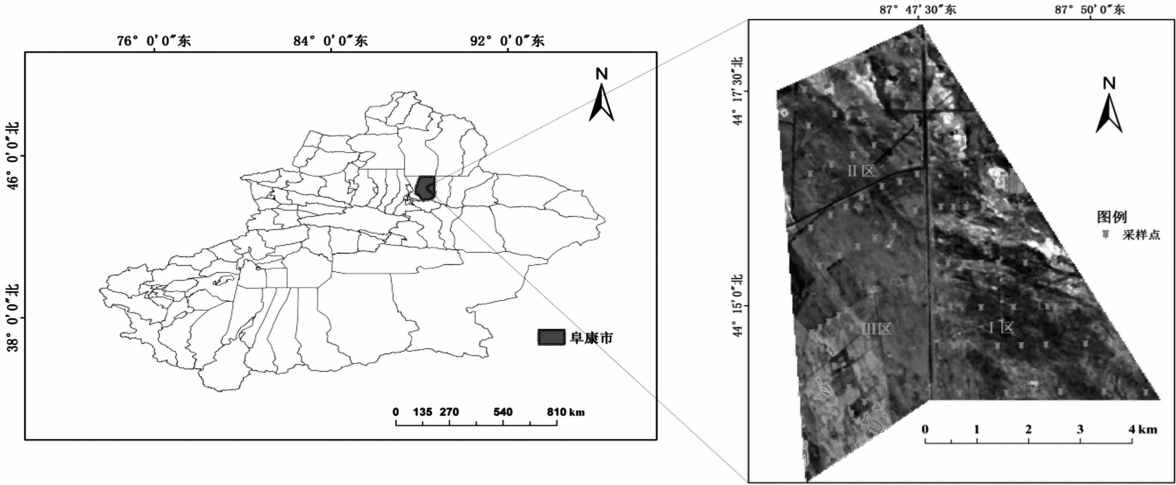 76° 0′0″东
84° 0′0″东
92° 0′0″东
46° 0′0″北
38° 0′0″北
N
阜康市
0 135 270 540 810 km
87° 47′30″东
87° 50′0″东
44° 17′30″北
44° 15′0″北
N
II区
III区
I区
图例
采样点
0 1 2 3 4 km